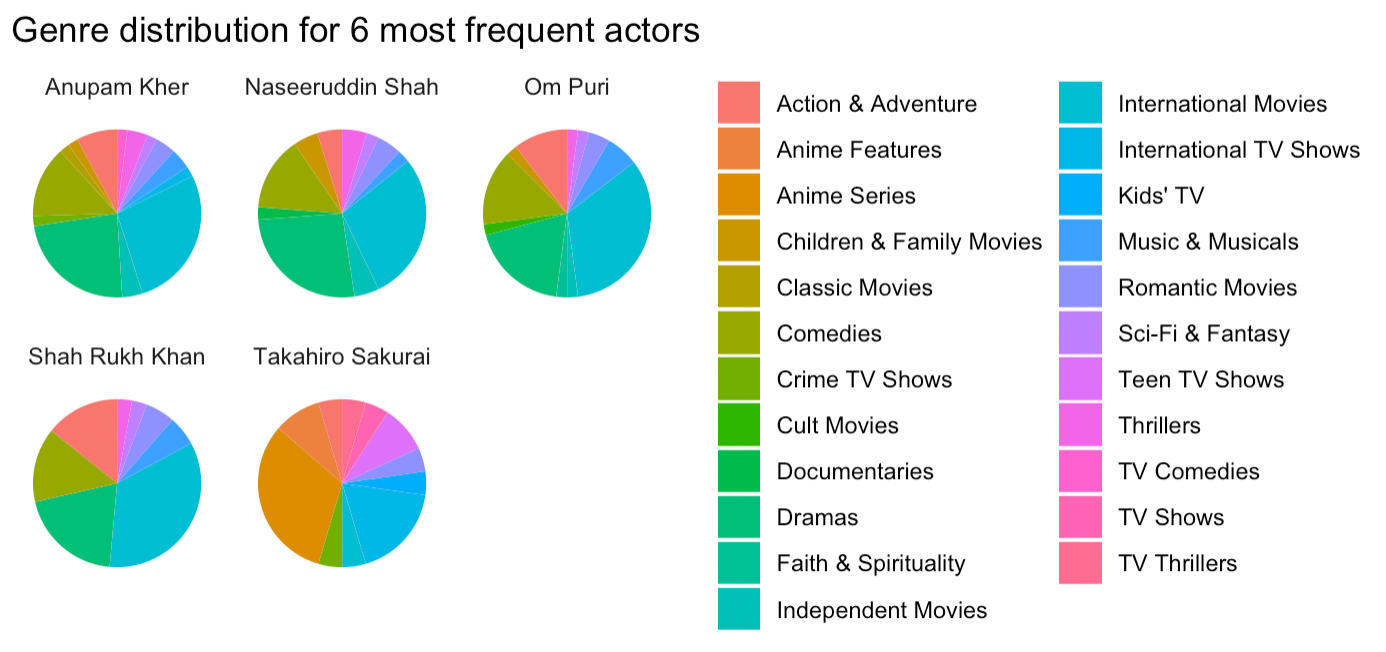 Genre distribution for 6 most frequent actors
Anupam Kher
Naseeruddin Shah
Om Puri
Shah Rukh Khan
Takahiro Sakurai
Action & Adventure
Anime Features
Anime Series
Children & Family Movies
Classic Movies
Comedies
Crime TV Shows
Cult Movies
Documentaries
Dramas
Faith & Spirituality
Independent Movies
International Movies
International TV Shows
Kids' TV
Music & Musicals
Romantic Movies
Sci-Fi & Fantasy
Teen TV Shows
Thrillers
TV Comedies
TV Shows
TV Thrillers